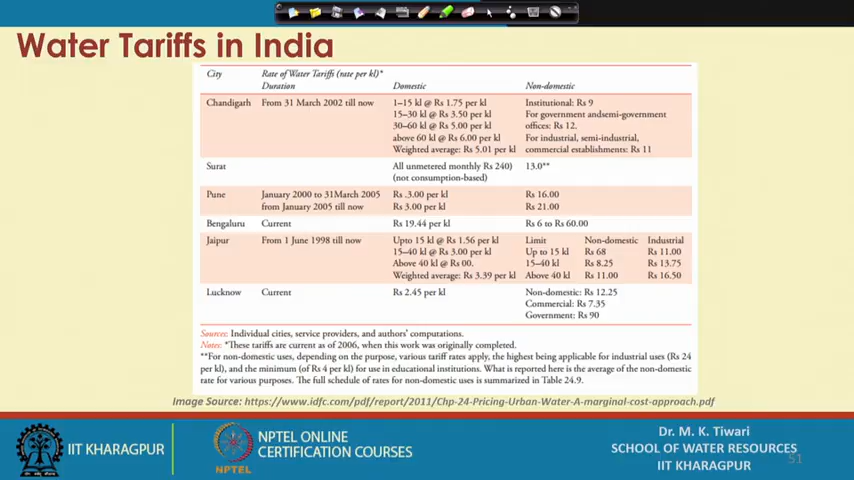 Water Tariffs in India
City Rate of Water Tariffs (rate per kl)*
Duration Domestic Non-domestic
Chandigarh From 31 March 2002 till now 1–15 kl @ Rs 1.75 per kl Institutional: Rs 9
15–30 kl @ Rs 3.50 per kl For government andsemi-government
30–60 kl @ Rs 5.00 per kl offices: Rs 12,
above 60 kl @ Rs 6.00 per kl For industrial, semi-industrial,
Weighted average: Rs 5.01 per kl commercial establishments: Rs 11
Surat All unmetered monthly Rs 240) 13.0**
(not consumption-based)
Pune January 2000 to 31March 2005 Rs .3.00 per kl Rs 16.00
from January 2005 till now Rs 3.00 per kl Rs 21.00
Bengaluru Current Rs 19.44 per kl Rs 6 to Rs 60.00
Jaipur From 1 June 1998 till now Upto 15 kl @ Rs 1.56 per kl Limit Non-domestic Industrial
15–40 kl @ Rs 3.00 per kl Up to 15 kl Rs 68 Rs 11.00
Above 40 kl @ Rs 00. 15–40 kl Rs 8.25 Rs 13.75
Weighted average: Rs 3.39 per kl Above 40 kl Rs 11.00 Rs 16.50
Lucknow Current Rs 2.45 per kl Non-domestic: Rs 12.25
Commercial: Rs 7.35
Government: Rs 90
Sources: Individual cities, service providers, and authors' computations.
Notes: *These tariffs are current as of 2006, when this work was originally completed.
**For non-domestic uses, depending on the purpose, various tariff rates apply, the highest being applicable for industrial uses (Rs 24
per kl), and the minimum (of Rs 4 per kl) for use in educational institutions. What is reported here is the average of the non-domestic
rate for various purposes. The full schedule of rates for non-domestic uses is summarized in Table 24.9.
Image Source: https://www.idfc.com/pdf/report/2011/Chp-24-Pricing-Urban-Water-A-marginal-cost-approach.pdf
IIT KHARAGPUR
NPTEL
NPTEL ONLINE
CERTIFICATION COURSES
Dr. M. K. Tiwari
SCHOOL OF WATER RESOURCES
IIT KHARAGPUR
51